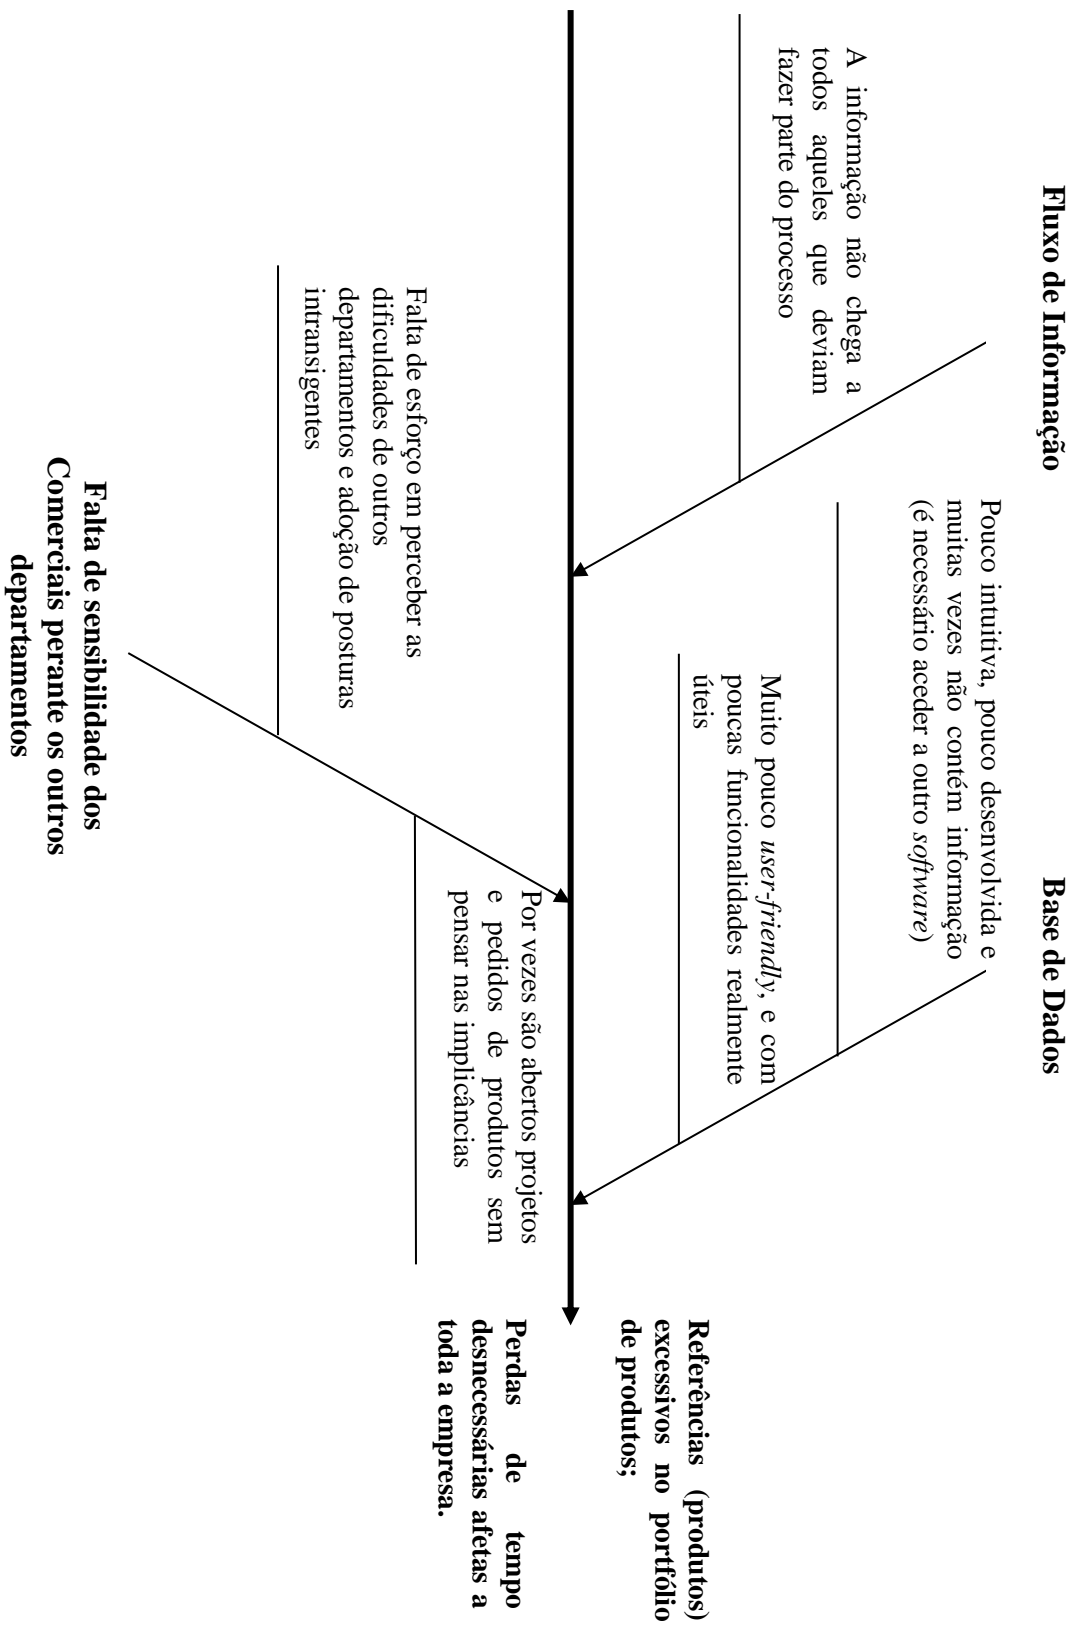 Fluxo de Informação
Base de Dados
A informação não chega a
todos aqueles que deviam
fazer parte do processo
Pouco intuitiva, pouco desenvolvida e
muitas vezes não contém informação
(é necessário aceder a outro software)
Muito pouco user-friendly, e com
poucas funcionalidades realmente
úteis
Referências (produtos)
excessivos no portfólio
de produtos;
Perdas de tempo
desnecessárias afetas a
toda a empresa.
Falta de esforço em perceber as
dificuldades de outros
departamentos e adoção de posturas
intransigentes
Por vezes são abertos projetos
e pedidos de produtos sem
pensar nas implicâncias
Falta de sensibilidade dos
Comerciais perante os outros
departamentos